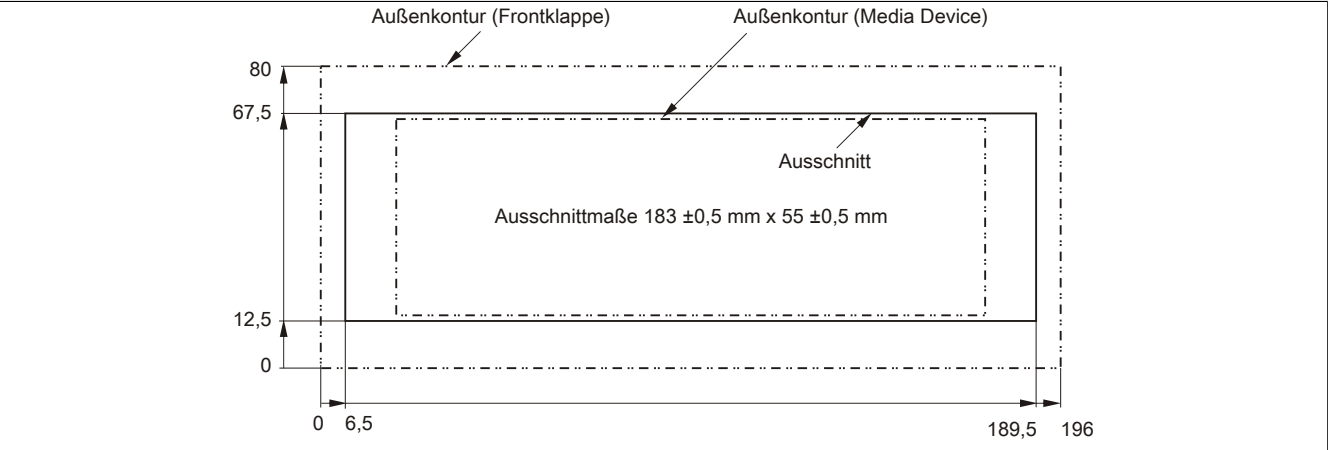 Außenkontur (Frontklappe)
Außenkontur (Media Device)
80
67,5
Ausschnitt
Ausschnittmaße 183 ±0,5 mm x 55 ±0,5 mm
12,5
0
0
6,5
189,5
196